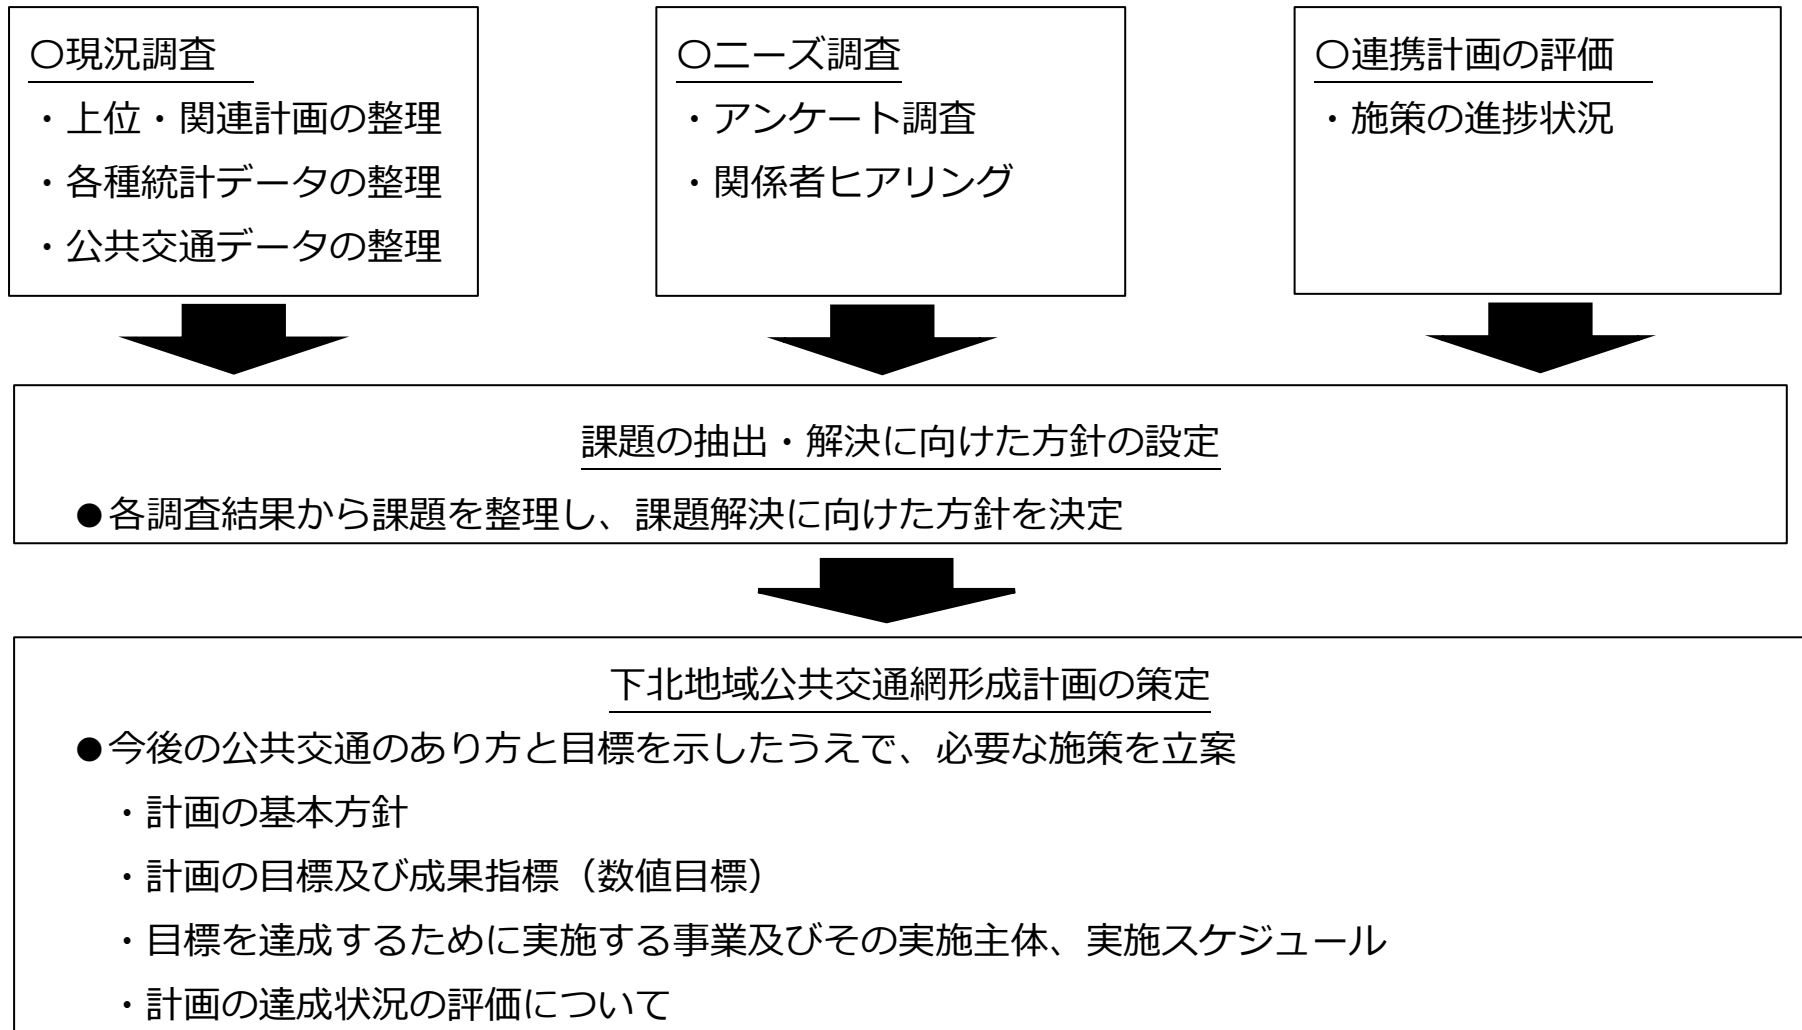 〇現況調査
・上位・関連計画の整理
・各種統計データの整理
・公共交通データの整理
〇ニーズ調査
・アンケート調査
・関係者ヒアリング
〇連携計画の評価
・施策の進捗状況
課題の抽出・解決に向けた方針の設定
●各調査結果から課題を整理し、課題解決に向けた方針を決定
下北地域公共交通網形成計画の策定
●今後の公共交通のあり方と目標を示したうえで、必要な施策を立案
・計画の基本方針
・計画の目標及び成果指標（数値目標）
・目標を達成するために実施する事業及びその実施主体、実施スケジュール
・計画の達成状況の評価について